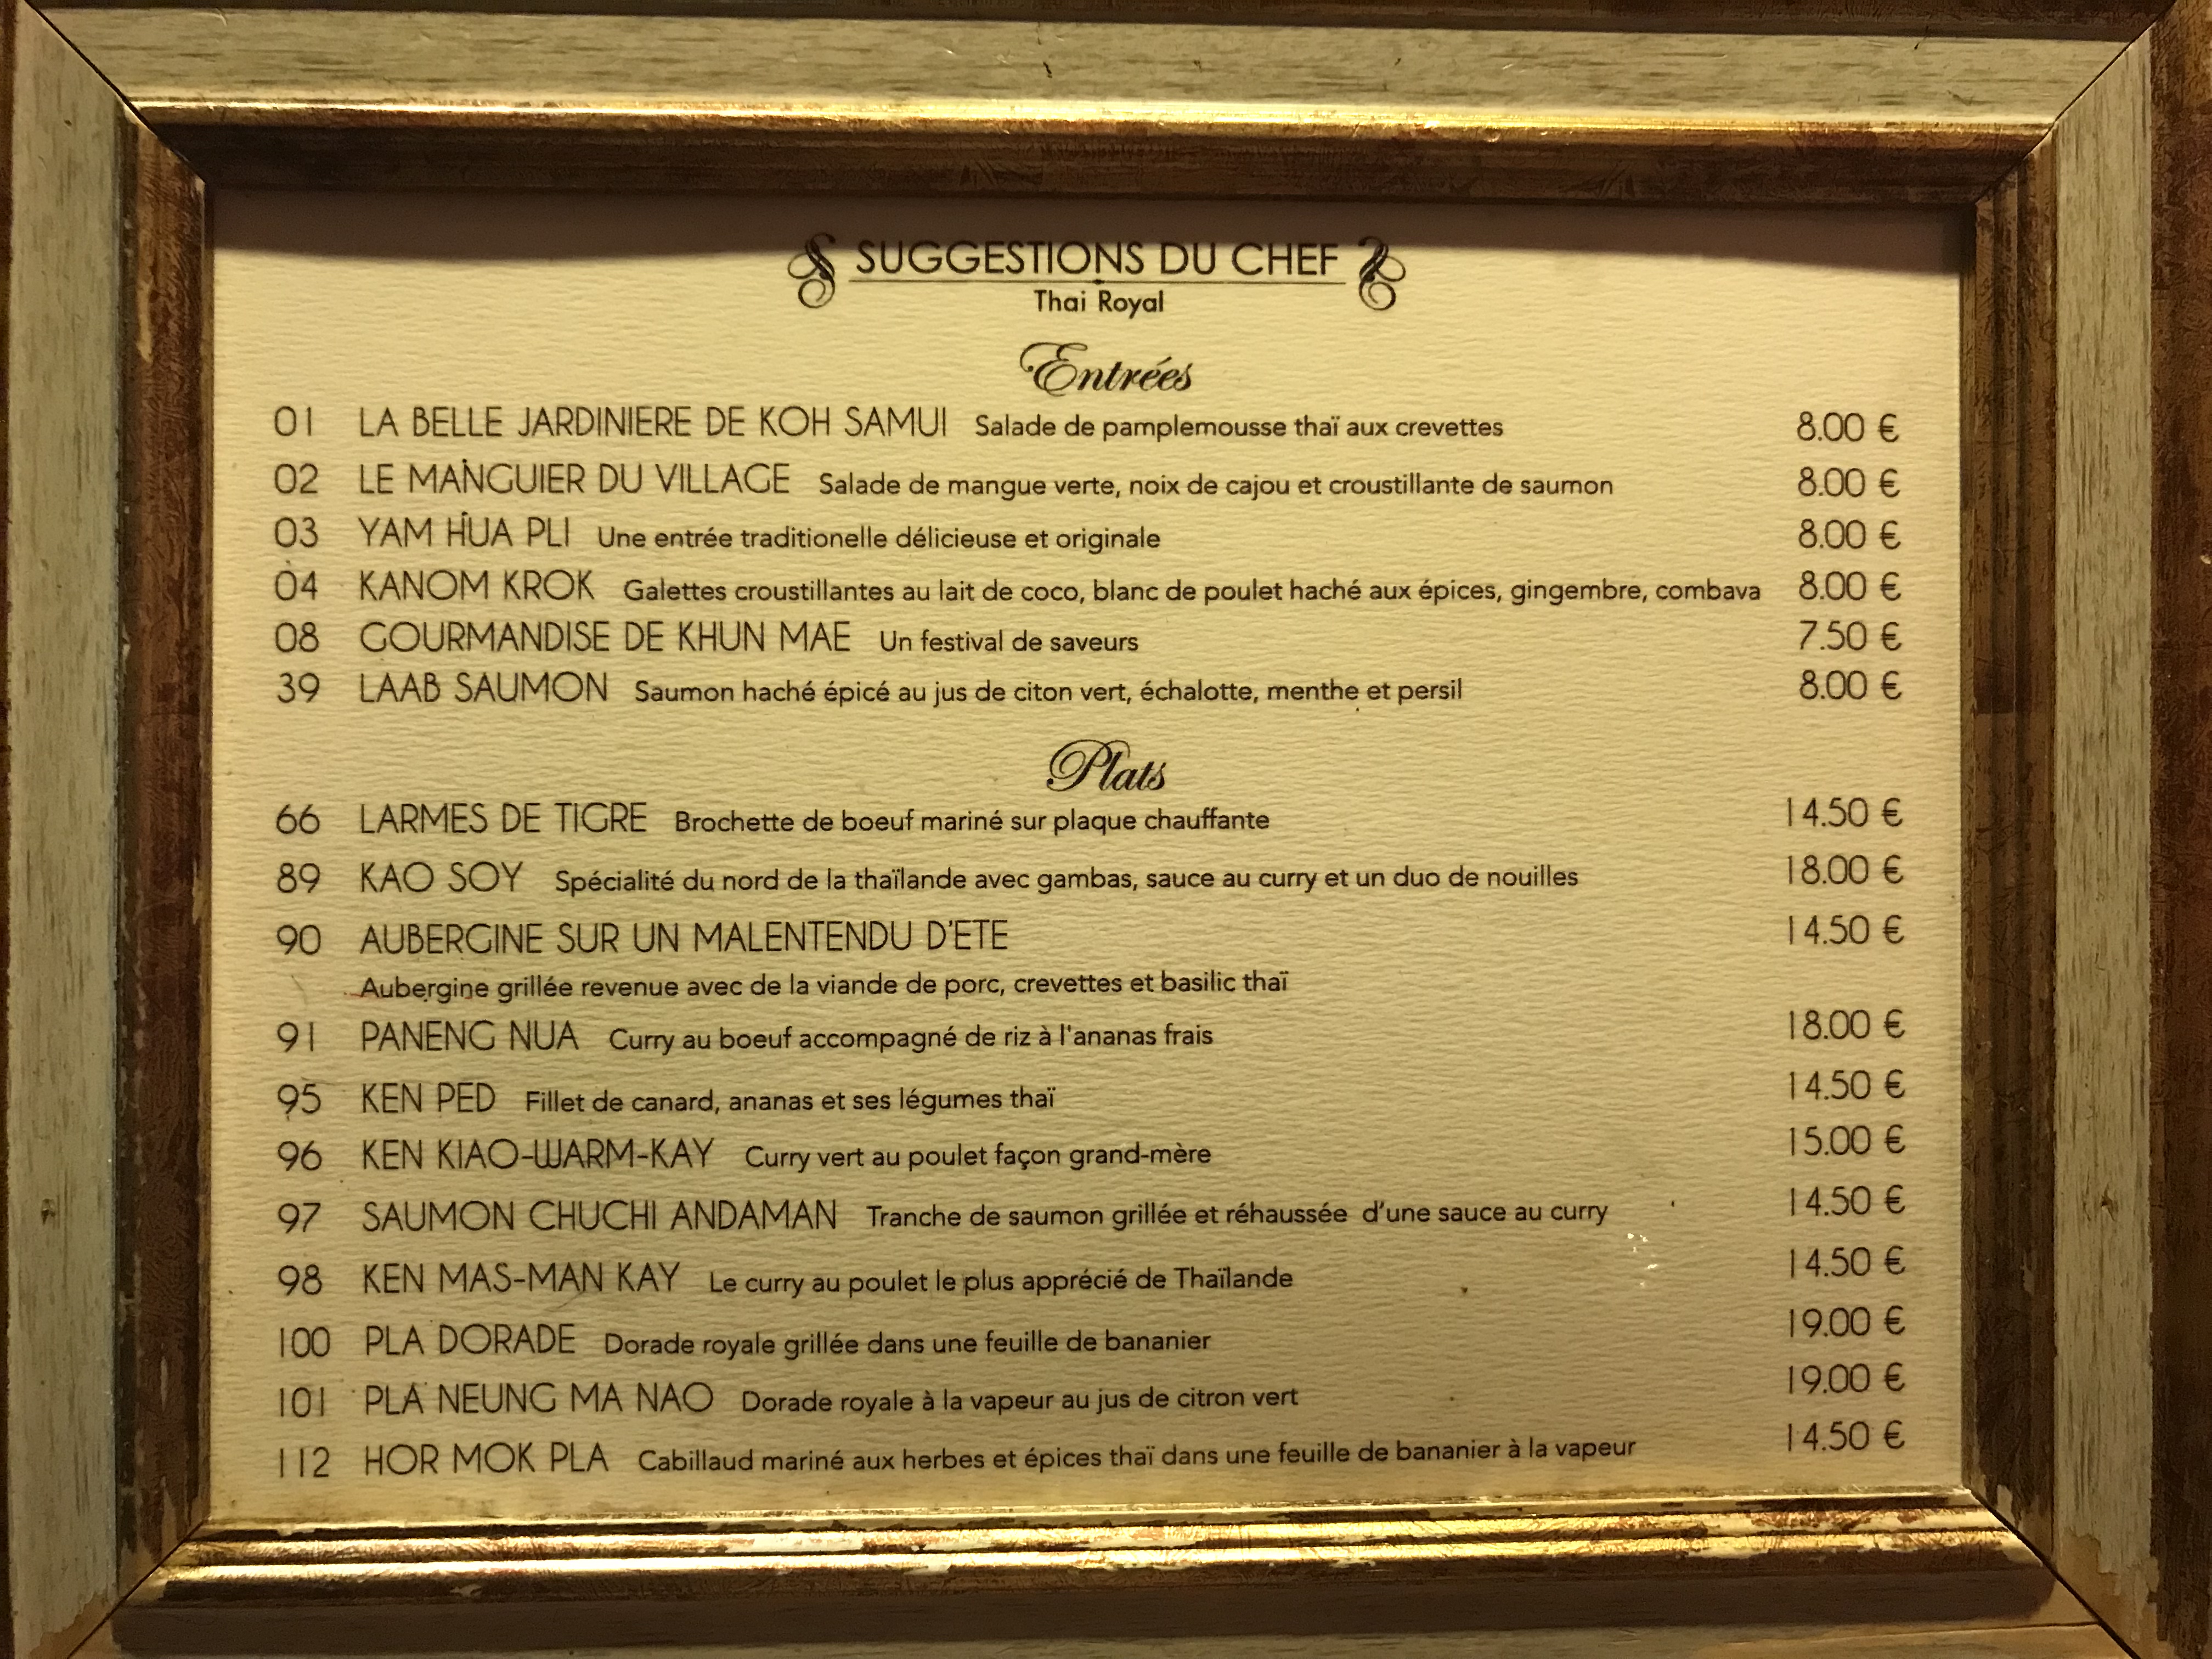 SUGGESTIONS DU CHEF
Thai Royal
Entrées
01 LA BELLE JARDINIERE DE KOH SAMUI Salade de pamplemousse thaï aux crevettes 8.00 €
02 LE MANGUIER DU VILLAGE Salade de mangue verte, noix de cajou et croustillante de saumon 8.00 €
03 YAM HUA PLI Une entrée traditionelle délicieuse et originale 8.00 €
04 KANOM KROK Galettes croustillantes au lait de coco, blanc de poulet haché aux épices, gingembre, combava 8.00 €
08 GOURMANDISE DE KHUN MAE Un festival de saveurs 7.50 €
39 LAAB SAUMON Saumon haché épicé au jus de citon vert, échalotte, menthe et persil 8.00 €
Plats
66 LARMES DE TIGRE Brochette de boeuf mariné sur plaque chauffante 14.50 €
89 KAO SOY Spécialité du nord de la thaïlande avec gambas, sauce au curry et un duo de nouilles 18.00 €
90 AUBERGINE SUR UN MALENTENDU D'ETE 14.50 €
Aubergine grillée revenue avec de la viande de porc, crevettes et basilic thaï
91 PANENG NUA Curry au boeuf accompagné de riz à l'ananas frais 18.00 €
95 KEN PED Fillet de canard, ananas et ses légumes thaï 14.50 €
96 KEN KIAO-WARM-KAY Curry vert au poulet façon grand-mère 15.00 €
97 SAUMON CHUCHI ANDAMAN Tranche de saumon grillée et réhaussée d'une sauce au curry 14.50 €
98 KEN MAS-MAN KAY Le curry au poulet le plus apprécié de Thaïlande 14.50 €
100 PLA DORADE Dorade royale grillée dans une feuille de bananier 19.00 €
101 PLA NEUNG MA NAO Dorade royale à la vapeur au jus de citron vert 19.00 €
112 HOR MOK PLA Cabillaud mariné aux herbes et épices thaï dans une feuille de bananier à la vapeur 14.50 €